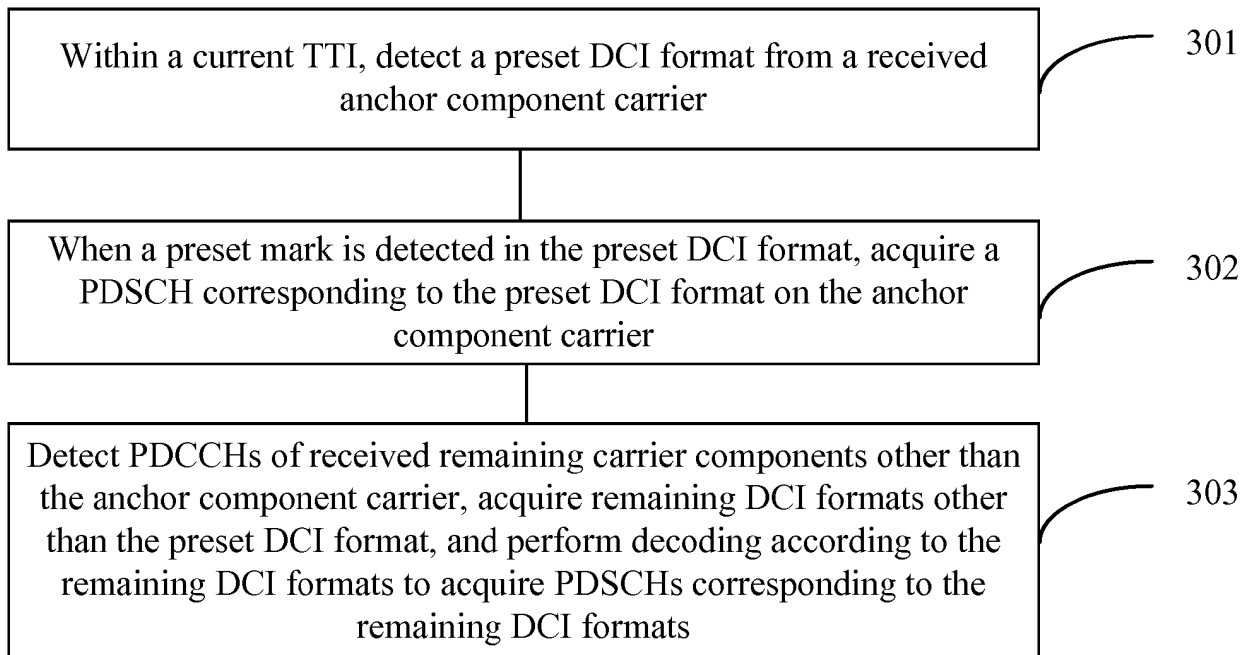 Within a current TTI, detect a preset DCI format from a received
anchor component carrier
301
When a preset mark is detected in the preset DCI format, acquire a
PDSCH corresponding to the preset DCI format on the anchor
component carrier
302
Detect PDCCHs of received remaining carrier components other than
the anchor component carrier, acquire remaining DCI formats other
than the preset DCI format, and perform decoding according to the
remaining DCI formats to acquire PDSCHs corresponding to the
remaining DCI formats
303